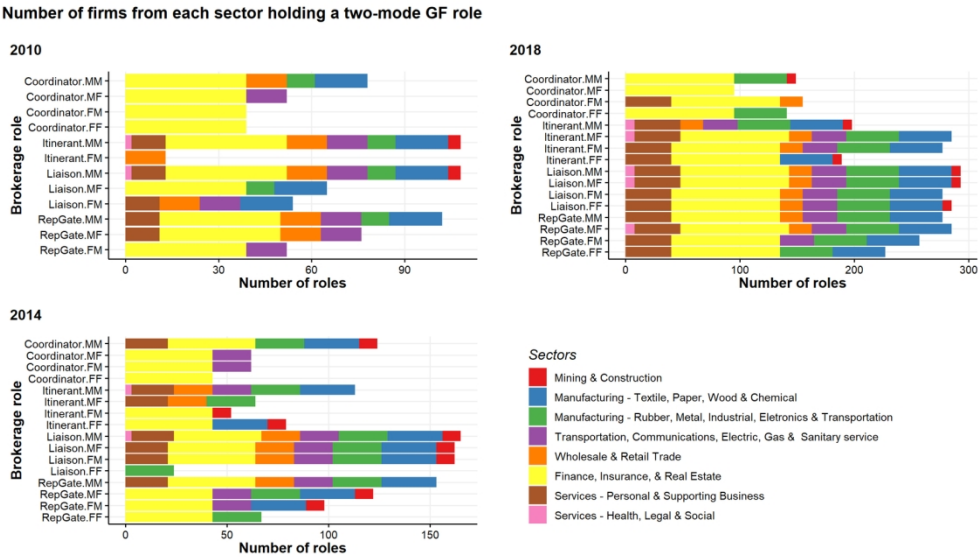 Number of firms from each sector holding a two-mode GF role
2010
Brokerage role
Coordinator.MM
Coordinator.MF
Coordinator.FM
Coordinator.FF
Itinerant.MM
Itinerant.FM
Liaison.MM
Liaison.MF
Liaison.FM
RepGate.MM
RepGate.MF
RepGate.FM
0 30 60 90
Number of roles
2018
Brokerage role
Coordinator.MM
Coordinator.MF
Coordinator.FM
Coordinator.FF
Itinerant.MM
Itinerant.MF
Itinerant.FM
Itinerant.FF
Liaison.MM
Liaison.MF
Liaison.FM
Liaison.FF
RepGate.MM
RepGate.MF
RepGate.FM
RepGate.FF
0 100 200 300
Number of roles
2014
Brokerage role
Coordinator.MM
Coordinator.MF
Coordinator.FM
Coordinator.FF
Itinerant.MM
Itinerant.MF
Itinerant.FM
Itinerant.FF
Liaison.MM
Liaison.MF
Liaison.FM
Liaison.FF
RepGate.MM
RepGate.MF
RepGate.FM
RepGate.FF
0 50 100 150
Number of roles
Sectors
Mining & Construction
Manufacturing - Textile, Paper, Wood & Chemical
Manufacturing - Rubber, Metal, Industrial, Eletronics & Transportation
Transportation, Communications, Electric, Gas & Sanitary service
Wholesale & Retail Trade
Finance, Insurance, & Real Estate
Services - Personal & Supporting Business
Services - Health, Legal & Social